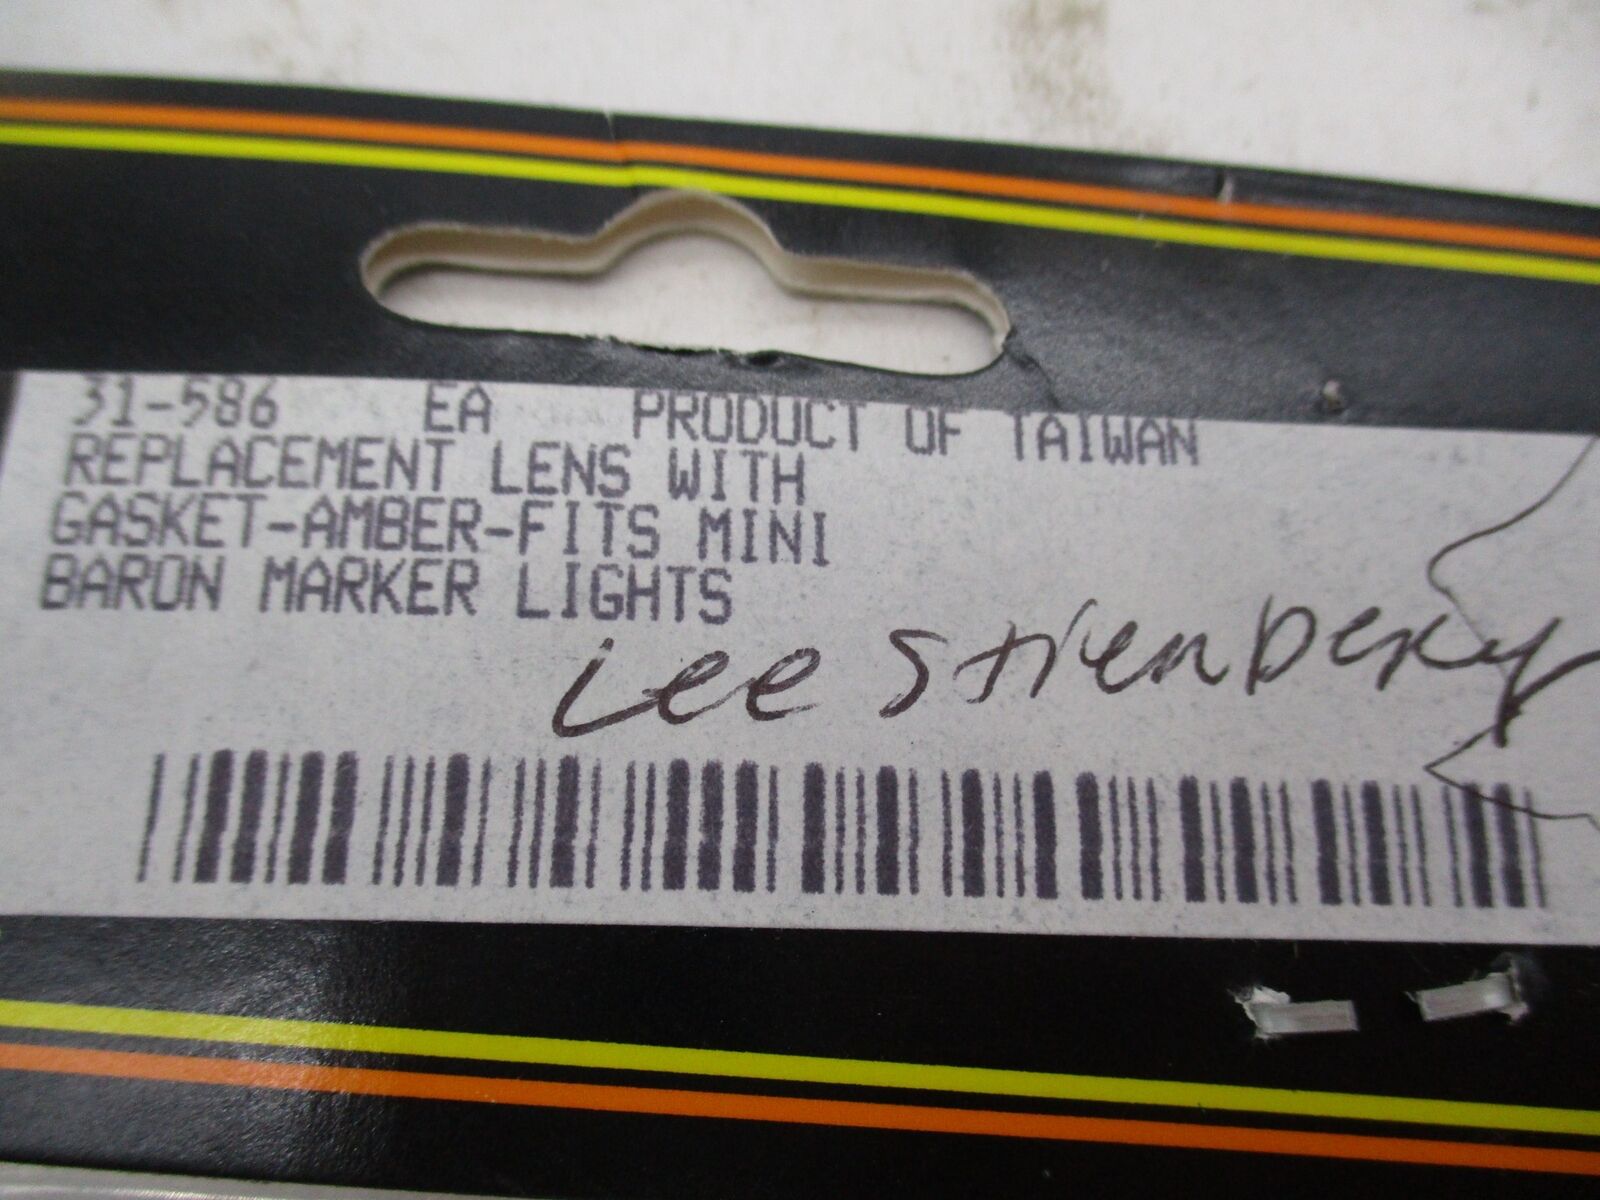 31-586 EA PRODUCT OF TAIWAN
REPLACEMENT LENS WITH
GASKET-AMBER-FITS MINI
BARON MARKER LIGHTS
Lee